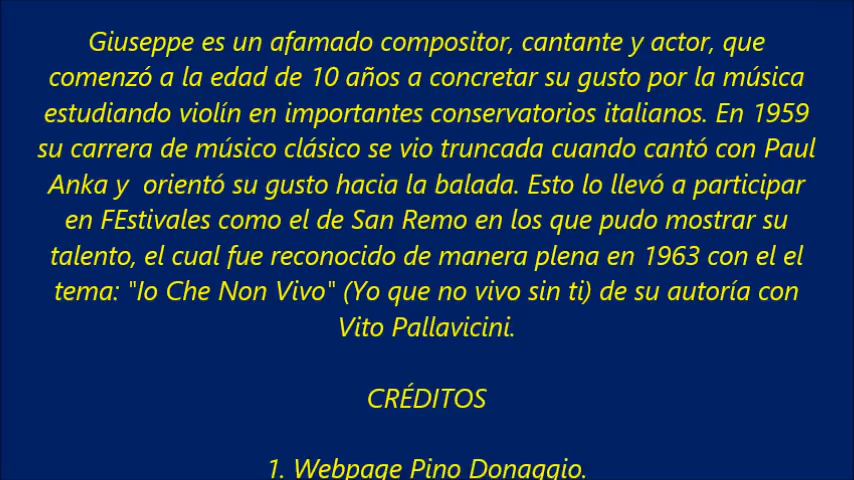 Giuseppe es un afamado compositor, cantante y actor, que
comenzó a la edad de 10 años a concretar su gusto por la música
estudiando violín en importantes conservatorios italianos. En 1959
su carrera de músico clásico se vio truncada cuando cantó con Paul
Anka y  orientó su gusto hacia la balada. Esto lo llevó a participar
en FEstivales como el de San Remo en los que pudo mostrar su
talento, el cual fue reconocido de manera plena en 1963 con el el
tema: "Io Che Non Vivo" (Yo que no vivo sin ti) de su autoría con
Vito Pallavicini.
CRÉDITOS
1. Webpage Pino Donaggio.